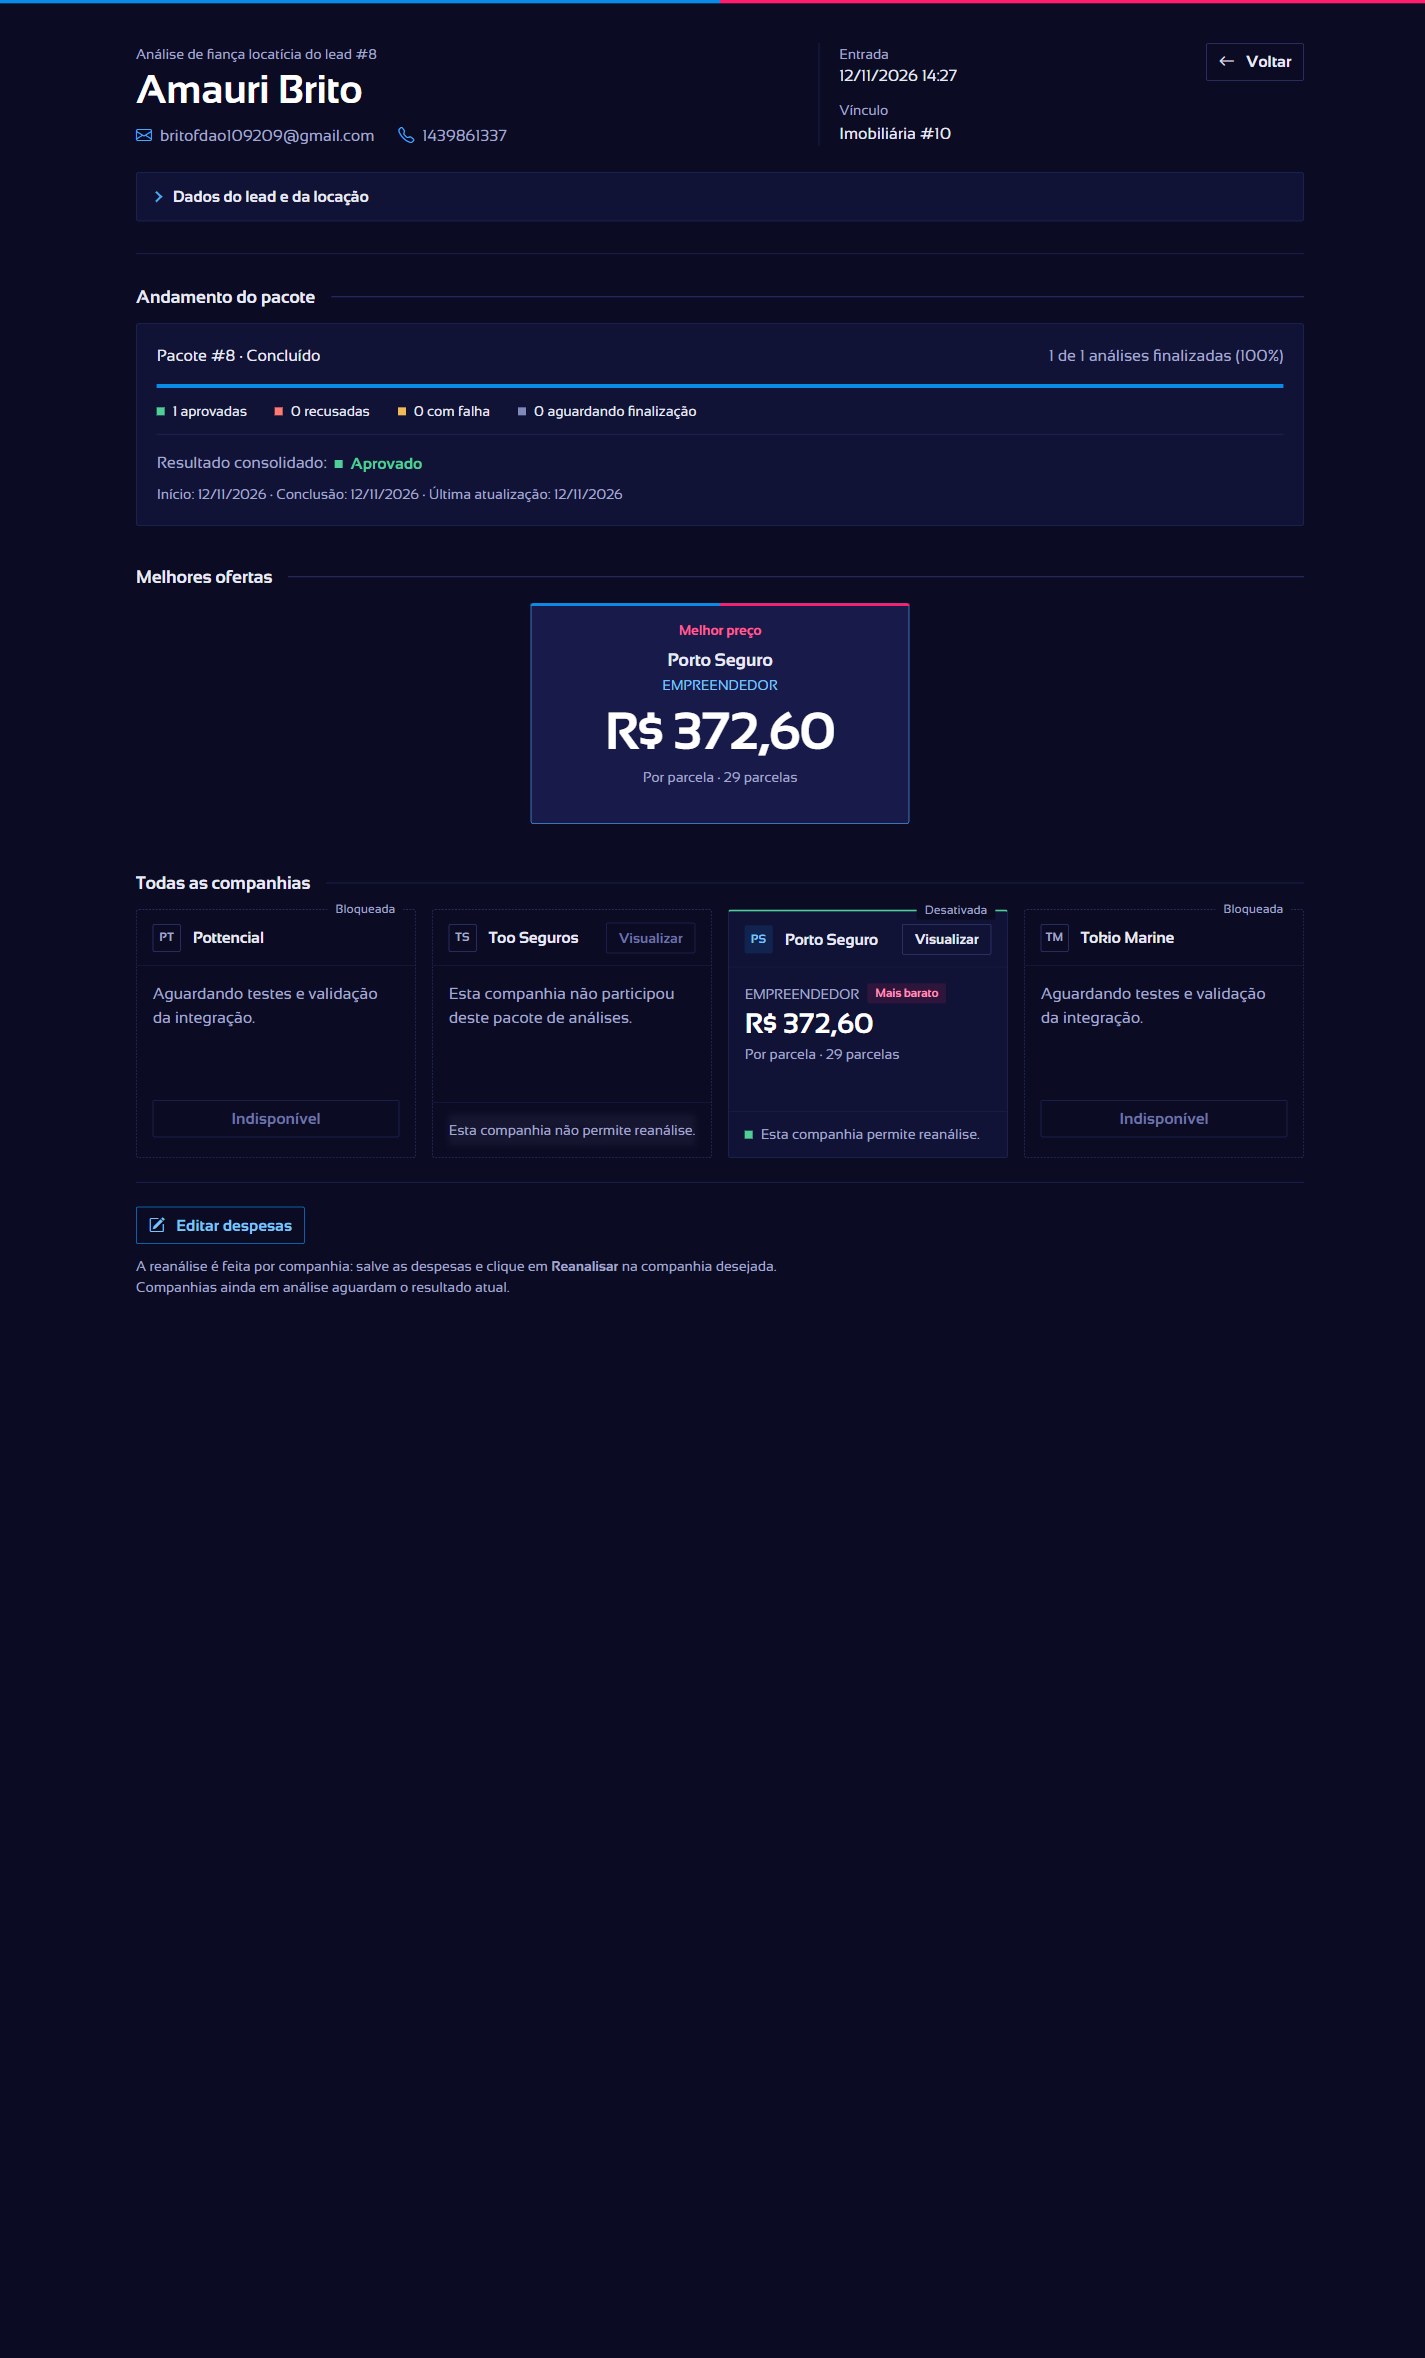 Análise de fiança locatícia do lead #8
Amauri Brito
britofdao109209@gmail.com
1439861337
Entrada
12/11/2026 14:27
Vínculo
Imobiliária #10
Voltar
Dados do lead e da locação
Andamento do pacote
Pacote #8 · Concluído
1 de 1 análises finalizadas (100%)
1 aprovadas
0 recusadas
0 com falha
0 aguardando finalização
Resultado consolidado: Aprovado
Início: 12/11/2026 · Conclusão: 12/11/2026 · Última atualização: 12/11/2026
Melhores ofertas
Melhor preço
Porto Seguro
EMPREENDEDOR
R$ 372,60
Por parcela · 29 parcelas
Todas as companhias
Bloqueada
PT
Pottencial
Aguardando testes e validação
da integração.
Indisponível
TS
Too Seguros
Visualizar
Esta companhia não participou
deste pacote de análises.
Esta companhia não permite reanálise.
Desativada
PS
Porto Seguro
Visualizar
EMPREENDEDOR
Mais barato
R$ 372,60
Por parcela · 29 parcelas
Esta companhia permite reanálise.
Bloqueada
TM
Tokio Marine
Aguardando testes e validação
da integração.
Indisponível
Editar despesas
A reanálise é feita por companhia: salve as despesas e clique em Reanalisar na companhia desejada.
Companhias ainda em análise aguardam o resultado atual.